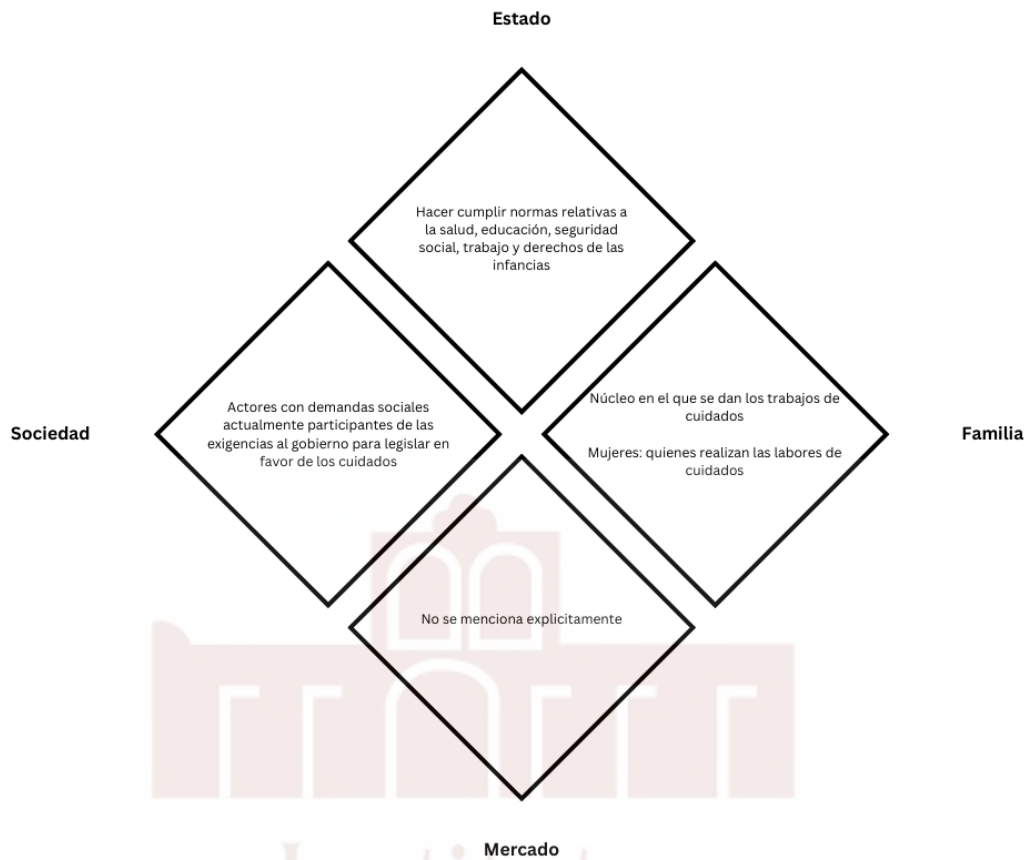 Estado
Hacer cumplir normas relativas a
la salud, educación, seguridad
social, trabajo y derechos de las
infancias
Sociedad
Actores con demandas sociales
actualmente participantes de las
exigencias al gobierno para legislar en
favor de los cuidados
Núcleo en el que se dan los trabajos de
cuidados
Mujeres: quienes realizan las labores de
cuidados
Familia
No se menciona explicitamente
Mercado